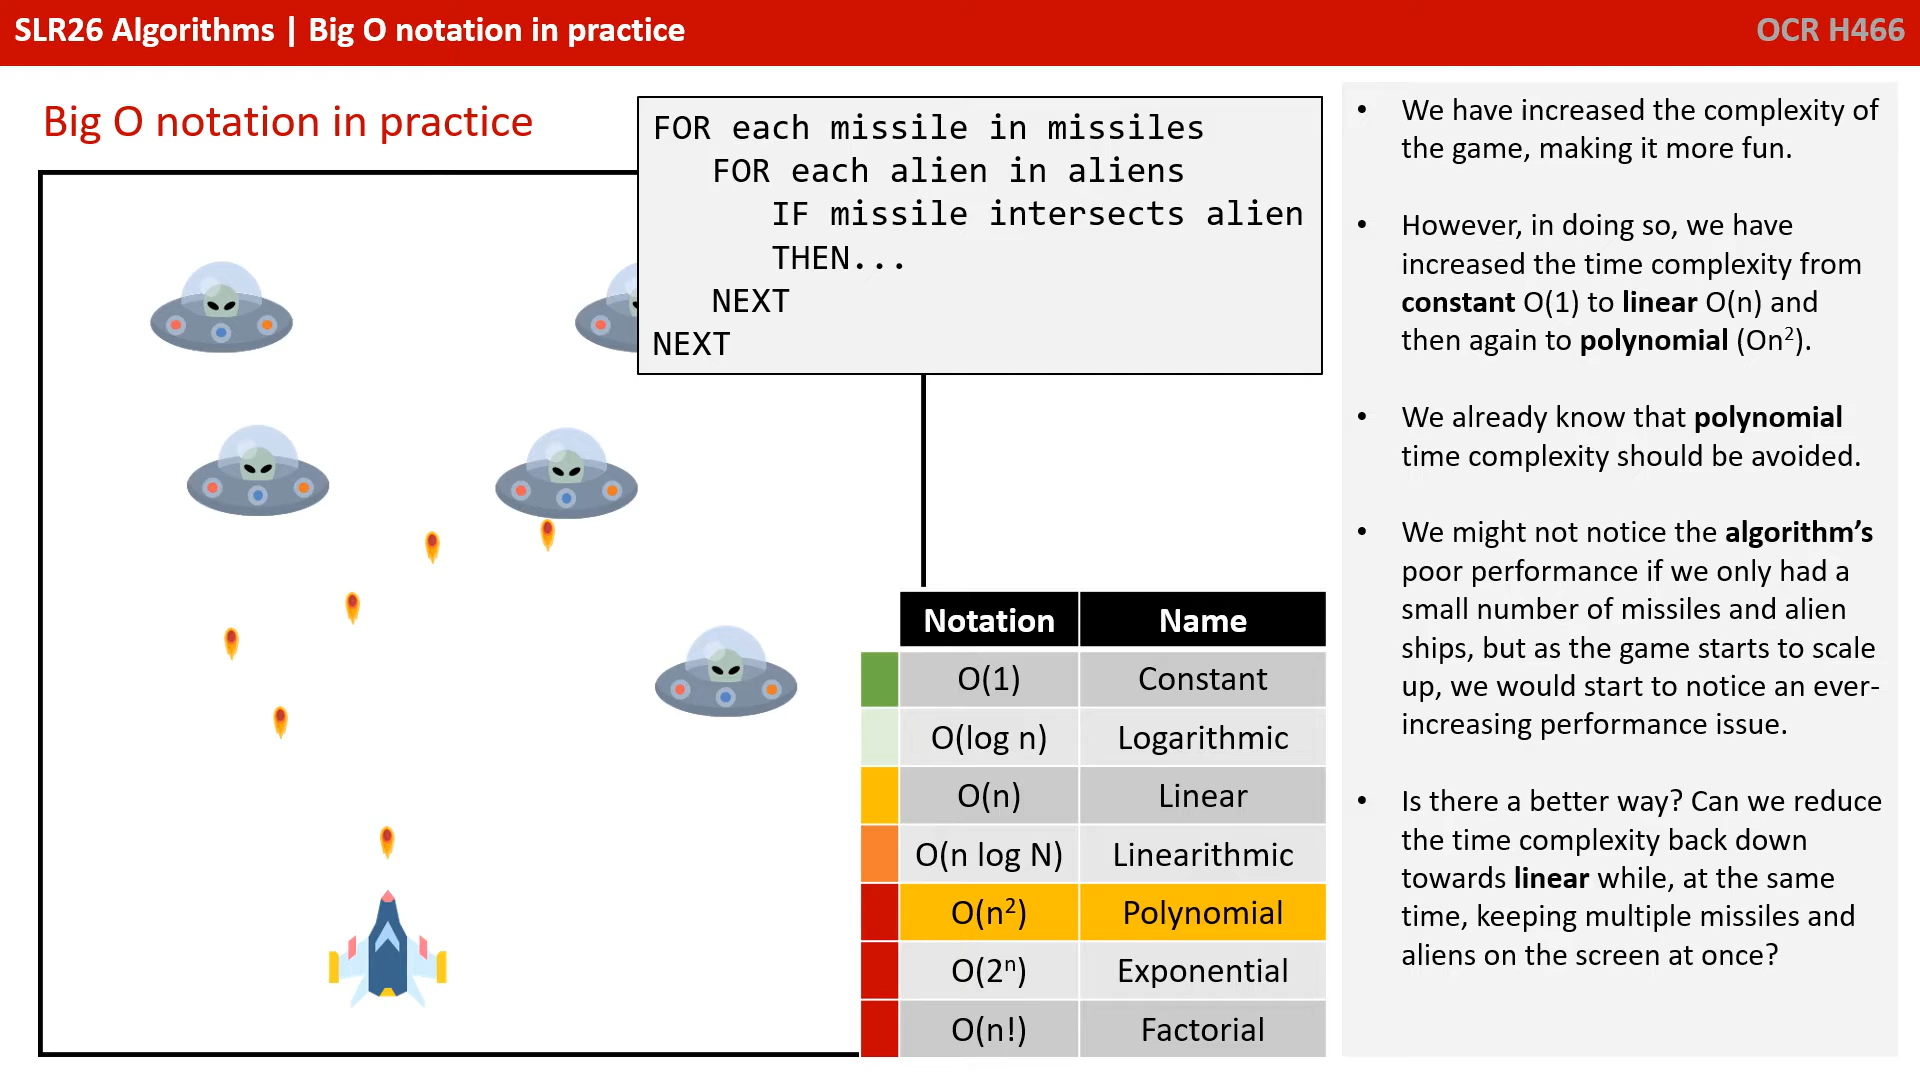 SLR26 Algorithms | Big O notation in practice
OCR H466
Big O notation in practice
FOR each missile in missiles
FOR each alien in aliens
IF missile intersects alien
THEN...
NEXT
NEXT
Notation Name
O(1) Constant
O(log n) Logarithmic
O(n) Linear
O(n log N) Linearithmic
O(n²) Polynomial
O(2ⁿ) Exponential
O(n!) Factorial
• We have increased the complexity of
the game, making it more fun.
• However, in doing so, we have
increased the time complexity from
constant O(1) to linear O(n) and
then again to polynomial (On²).
• We already know that polynomial
time complexity should be avoided.
• We might not notice the algorithm’s
poor performance if we only had a
small number of missiles and alien
ships, but as the game starts to scale
up, we would start to notice an ever-
increasing performance issue.
• Is there a better way? Can we reduce
the time complexity back down
towards linear while, at the same
time, keeping multiple missiles and
aliens on the screen at once?